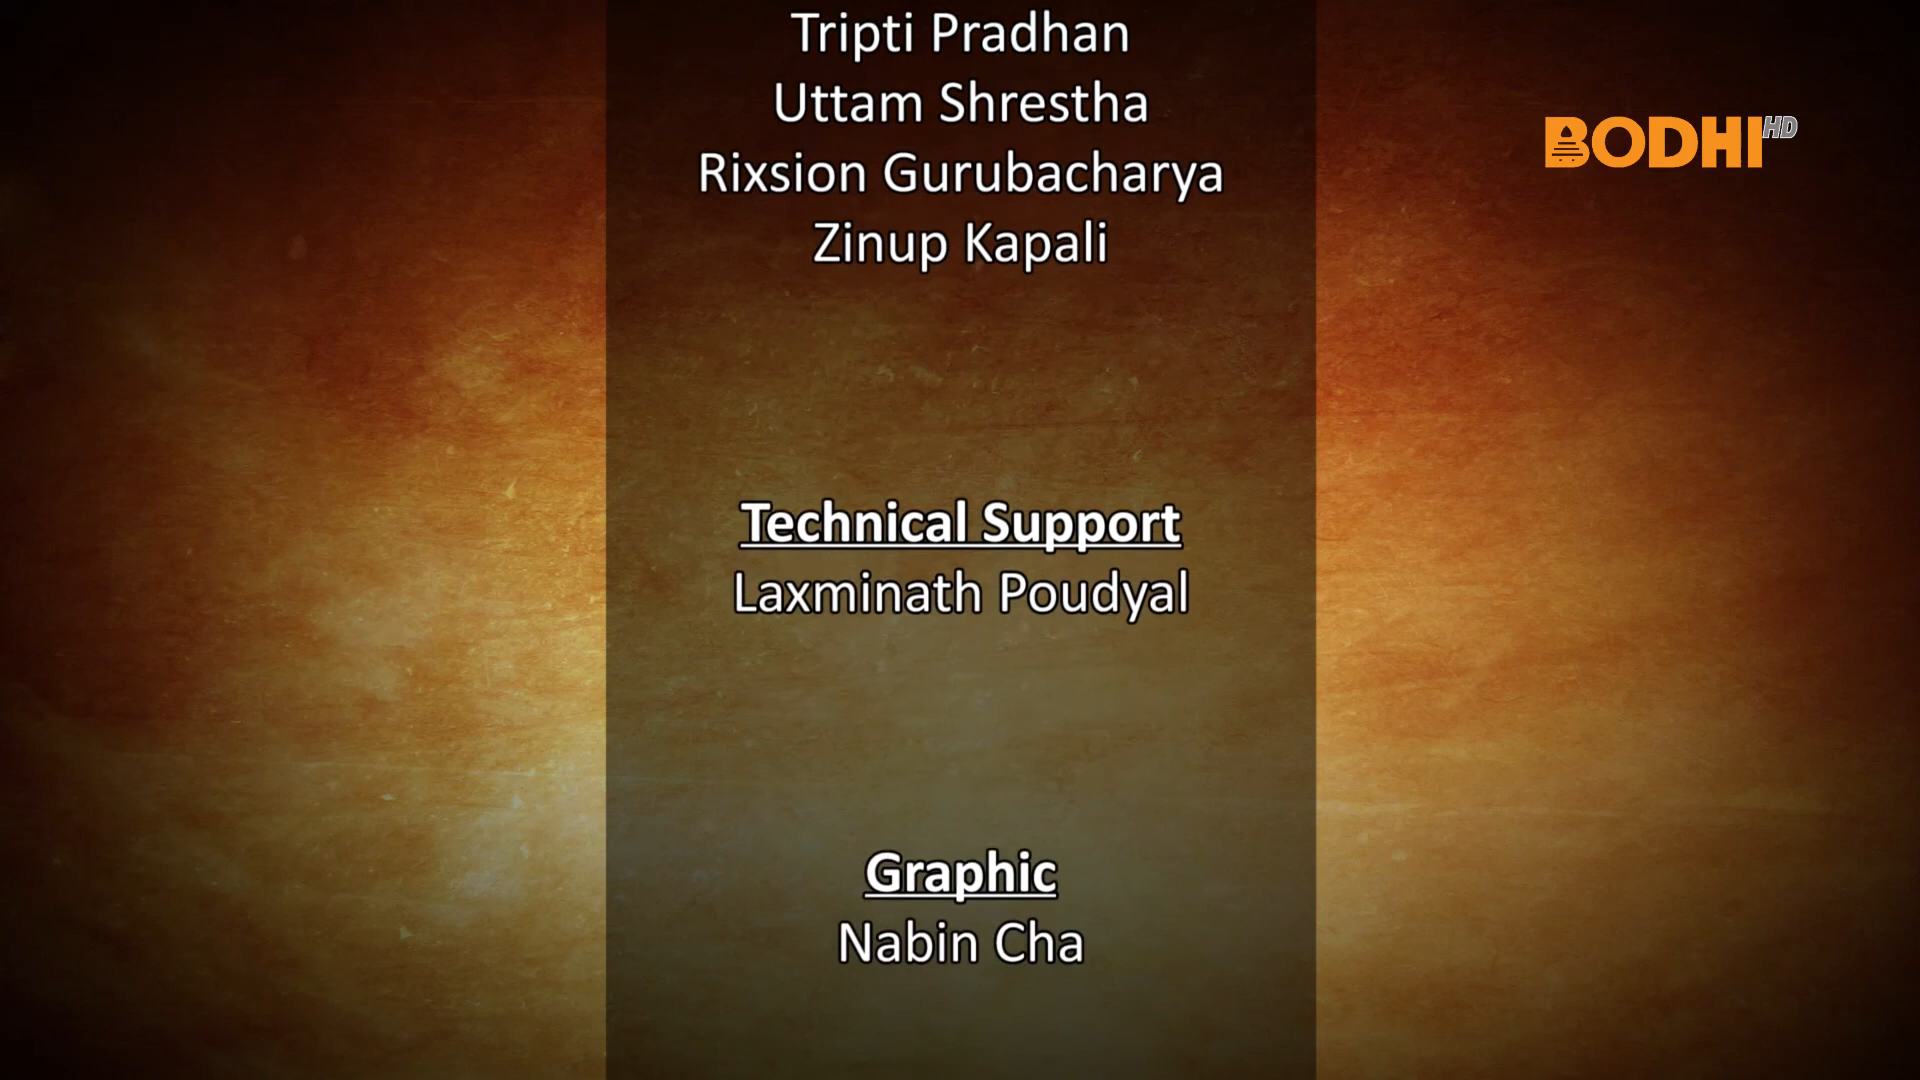 Tripti Pradhan
Uttam Shrestha
Rixsion Gurubacharya
Zinup Kapali
BODHI HD
Technical Support
Laxminath Poudyal
Graphic
Nabin Cha